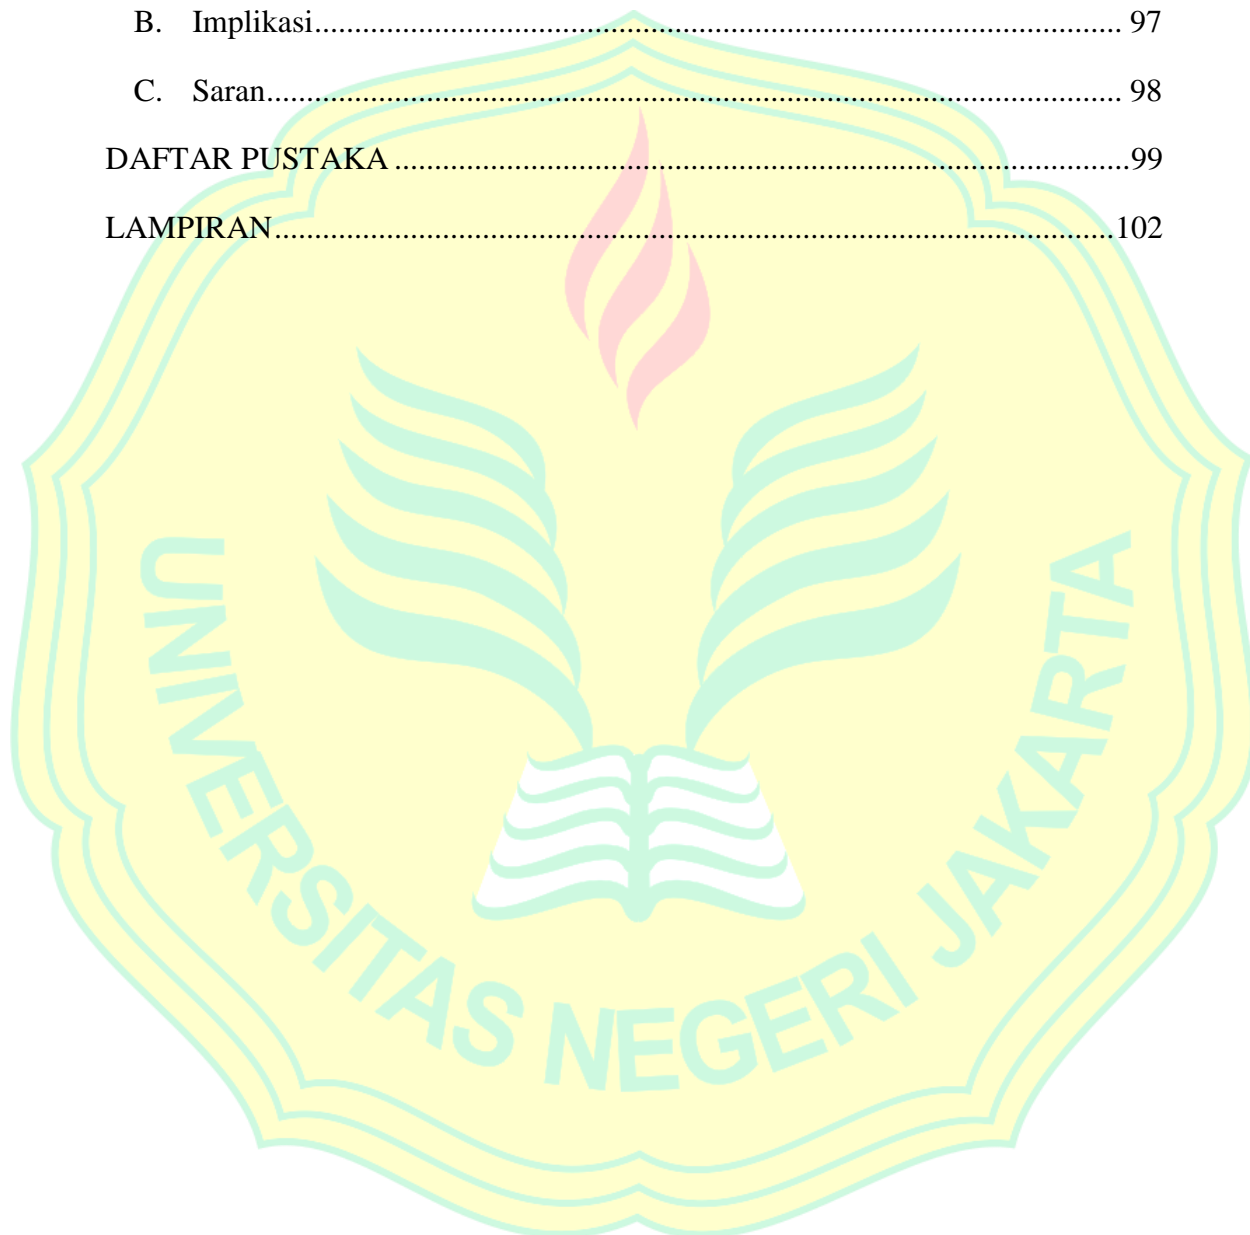 B. Implikasi.................................................................................................... 97
C. Saran.......................................................................................................... 98
DAFTAR PUSTAKA ...........................................................................................99
LAMPIRAN........................................................................................................102
UNIVERSITAS NEGERI JAKARTA